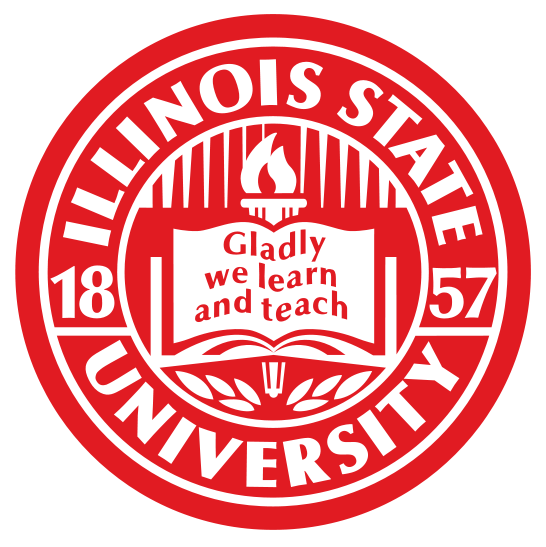 ILLINOIS STATE
18 57
Gladly
we learn
and teach
UNIVERSITY